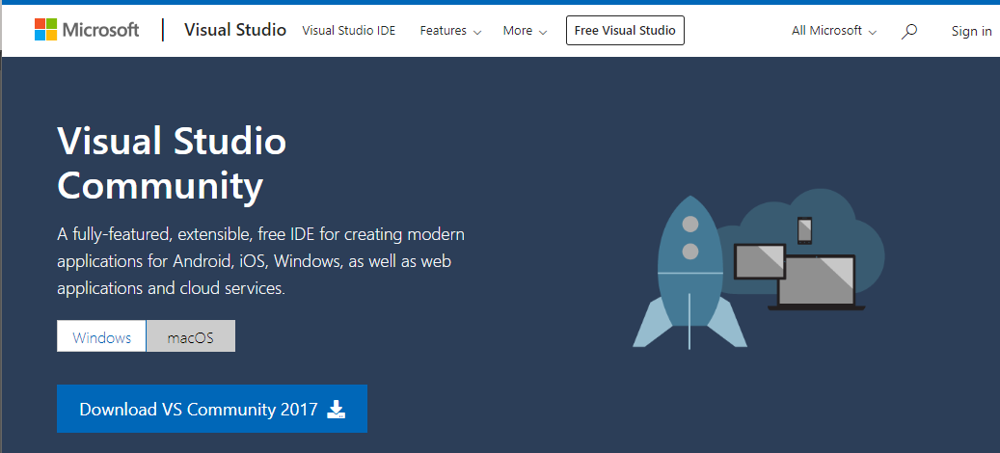 Microsoft Visual Studio Visual Studio IDE Features More Free Visual Studio All Microsoft Sign in
Visual Studio
Community
A fully-featured, extensible, free IDE for creating modern
applications for Android, iOS, Windows, as well as web
applications and cloud services.
Windows macOS
Download VS Community 2017